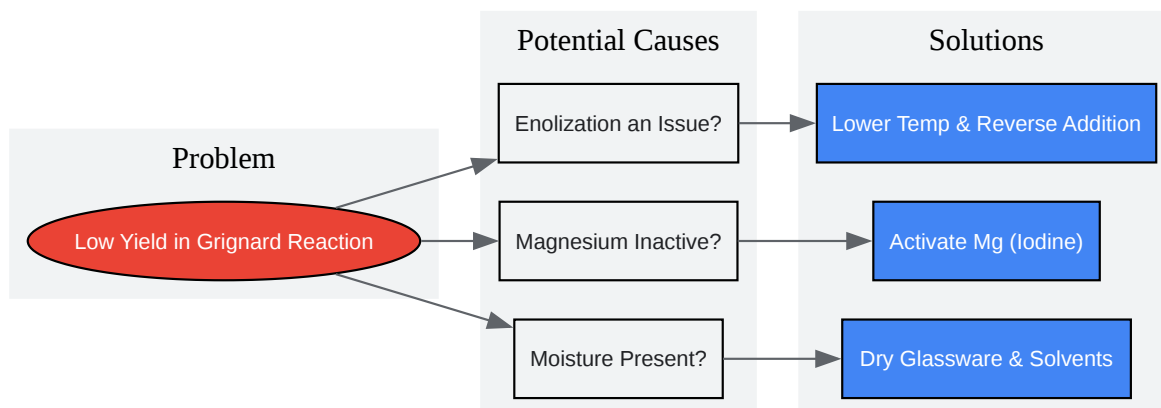 Problem
Low Yield in Grignard Reaction
Potential Causes
Enolization an Issue?
Magnesium Inactive?
Moisture Present?
Solutions
Lower Temp & Reverse Addition
Activate Mg (Iodine)
Dry Glassware & Solvents